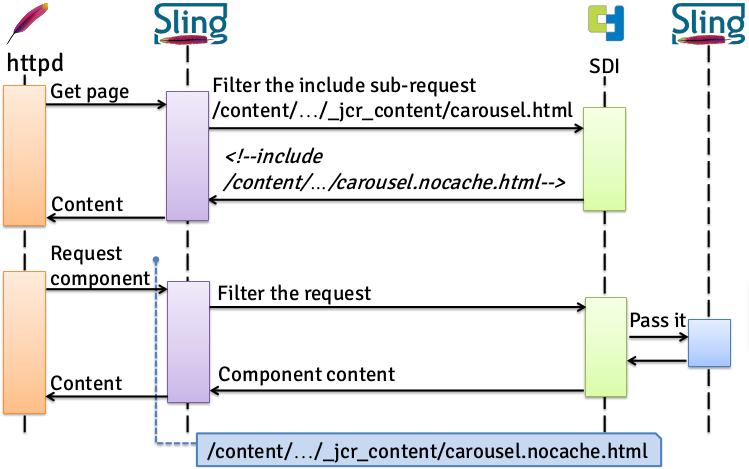 Sling
Sling
httpd
SDI
Get page
Filter the include sub-request
/content/…/_jcr_content/carousel.html
<!--include
/content/…/carousel.nocache.html-->
Content
Request
component
Filter the request
Pass it
Content
Component content
/content/…/_jcr_content/carousel.nocache.html